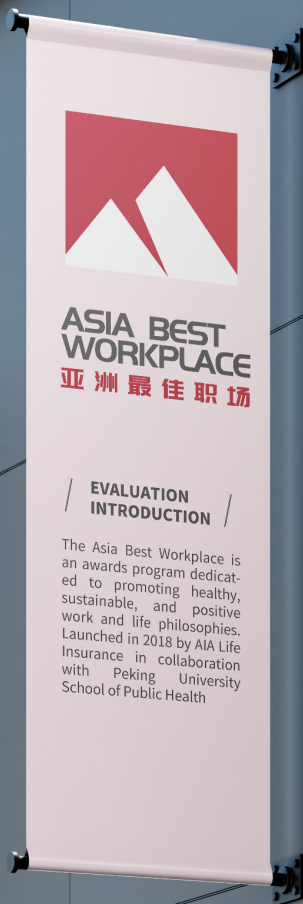 ASIA BEST
WORKPLACE
亚洲最佳职场
EVALUATION
INTRODUCTION
The Asia Best Workplace is
an awards program dedicat-
ed to promoting healthy,
sustainable, and positive
work and life philosophies.
Launched in 2018 by AIA Life
Insurance in collaboration
with Peking University
School of Public Health